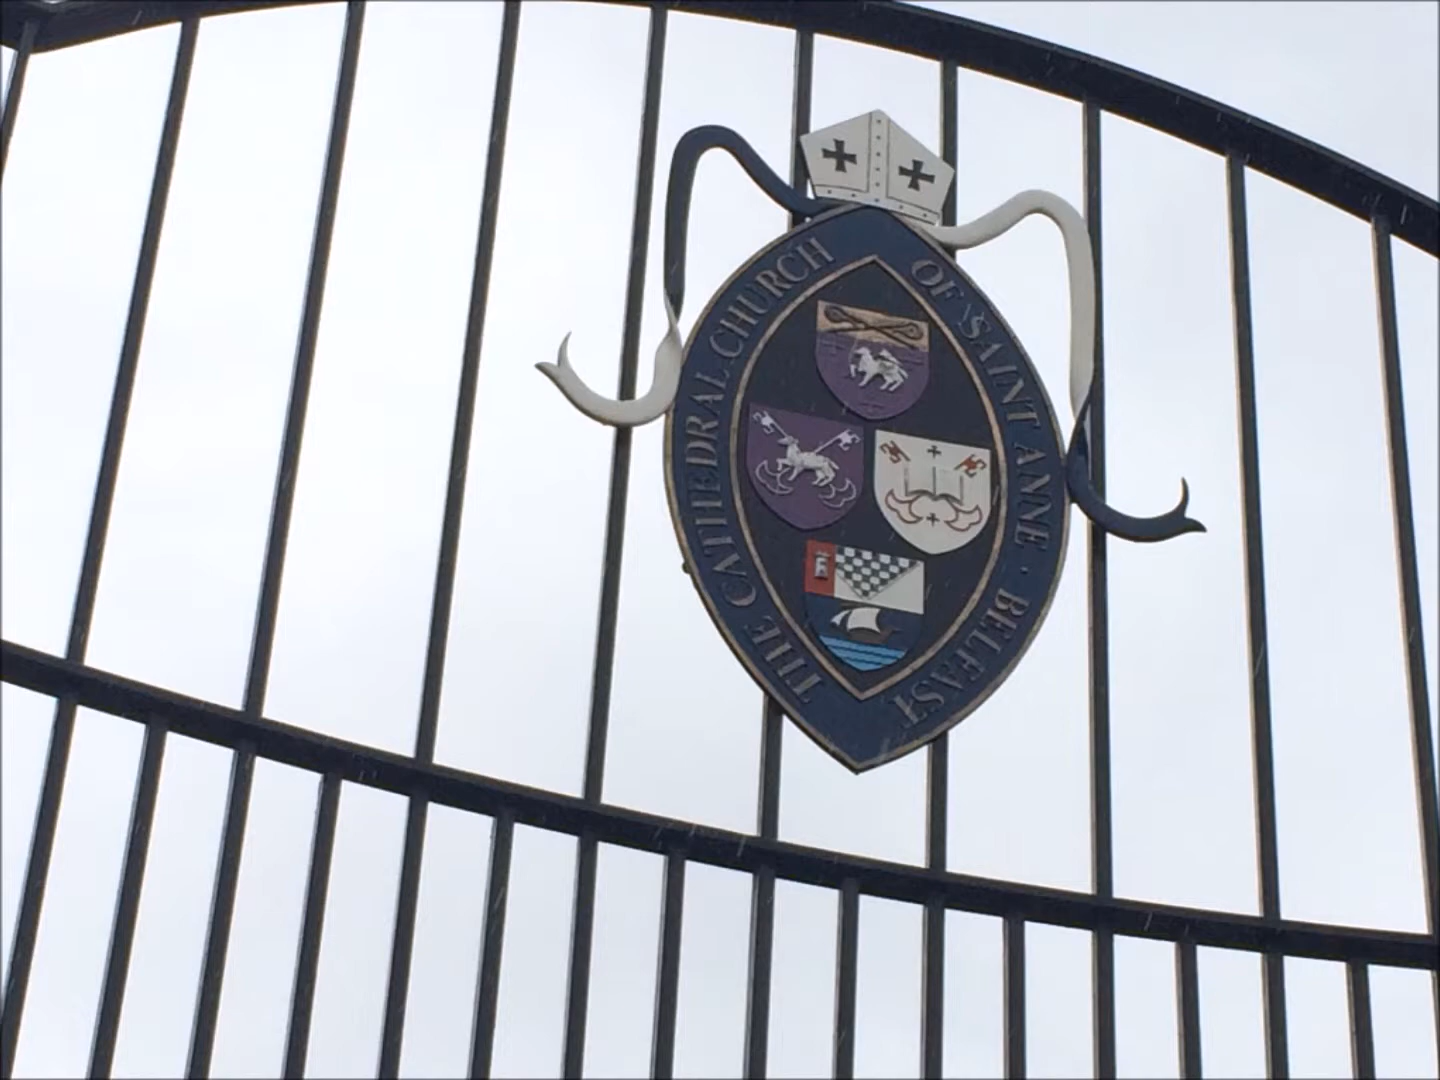 THE CATHEDRAL CHURCH OF SAINT ANNE · BELFAST